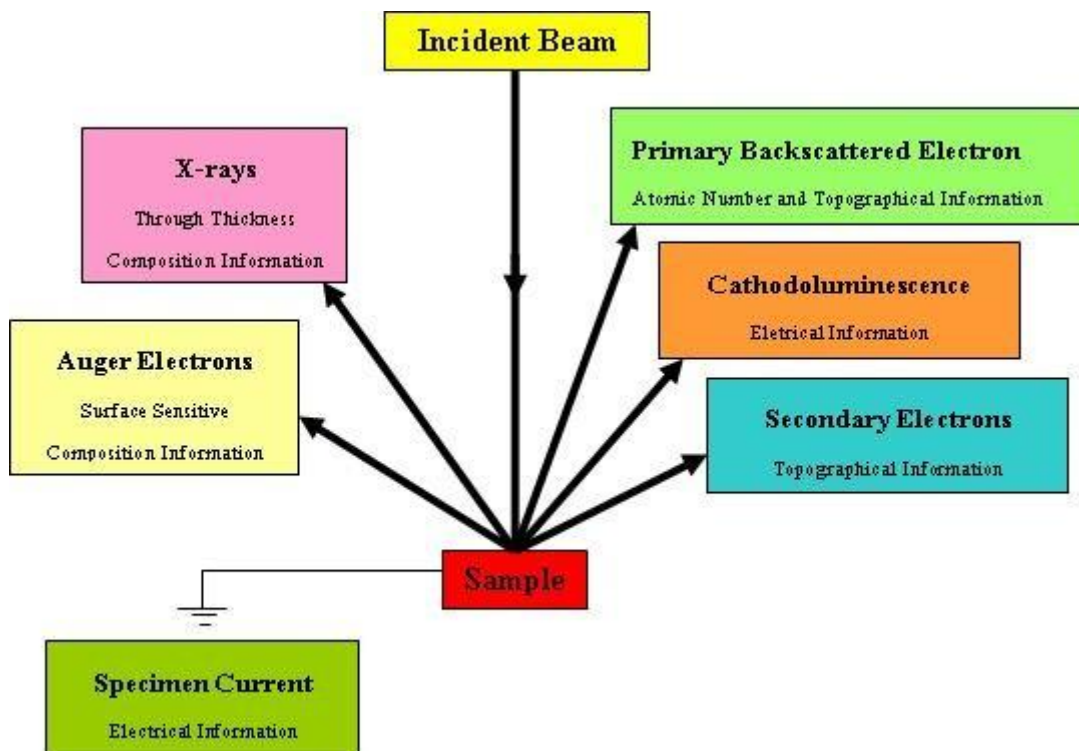 Incident Beam
X-rays
Through Thickness
Composition Information
Primary Backscattered Electron
Atomic Number and Topographical Information
Cathodoluminescence
Eletrical Information
Auger Electrons
Surface Sensitive
Composition Information
Secondary Electrons
Topographical Information
Sample
Specimen Current
Electrical Information